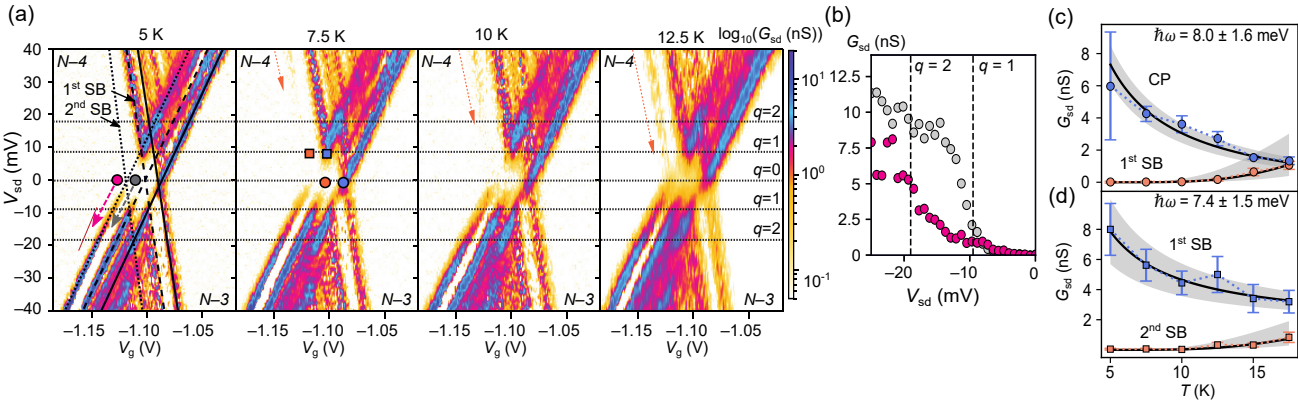 (a)
5 K
7.5 K
10 K
12.5 K
log10(Gsd (nS))
40
30
20
10
0
−10
−20
−30
−40
Vsd (mV)
N–4
1st SB
2nd SB
N–3
N–4
N–3
q=2
q=1
q=0
q=1
q=2
10^1
10^0
10^−1
−1.15 −1.10 −1.05
−1.15 −1.10 −1.05
−1.15 −1.10 −1.05
−1.15 −1.10 −1.05
Vg (V)
Vg (V)
Vg (V)
Vg (V)
(b)
Gsd (nS)
12.5
10.0
7.5
5.0
2.5
0.0
q = 2
q = 1
−20 −10 0
Vsd (mV)
(c)
ℏω = 8.0 ± 1.6 meV
CP
1st SB
Gsd (nS)
8
6
4
2
0
(d)
ℏω = 7.4 ± 1.5 meV
1st SB
2nd SB
Gsd (nS)
8
6
4
2
5 10 15
T (K)